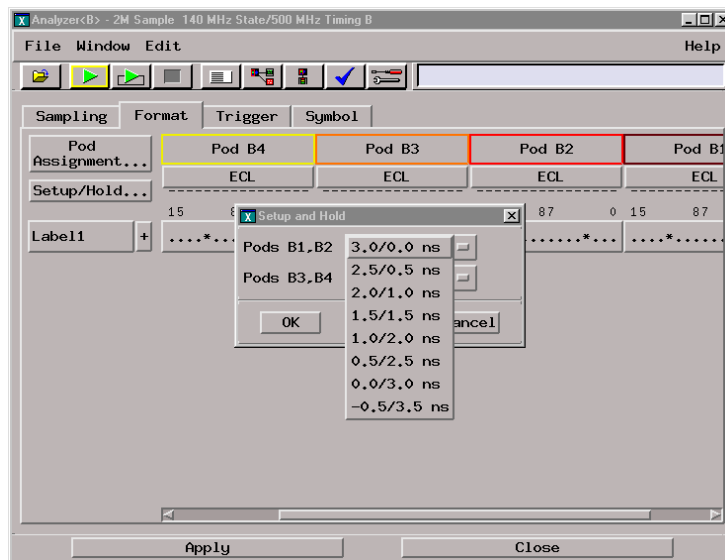 Analyzer<B> - 2M Sample 140 MHz State/500 MHz Timing B
File Window Edit Help
Sampling Format Trigger Symbol
Pod Assignment...
Pod B4 Pod B3 Pod B2 Pod B1
ECL ECL ECL ECL
Setup/Hold...
15 8 87 0 15 87
Label1 + ....*.. .......*... ....*......
Setup and Hold
Pods B1,B2 3.0/0.0 ns
2.5/0.5 ns
Pods B3,B4
2.0/1.0 ns
1.5/1.5 ns
OK ancel
1.0/2.0 ns
0.5/2.5 ns
0.0/3.0 ns
-0.5/3.5 ns
Apply Close